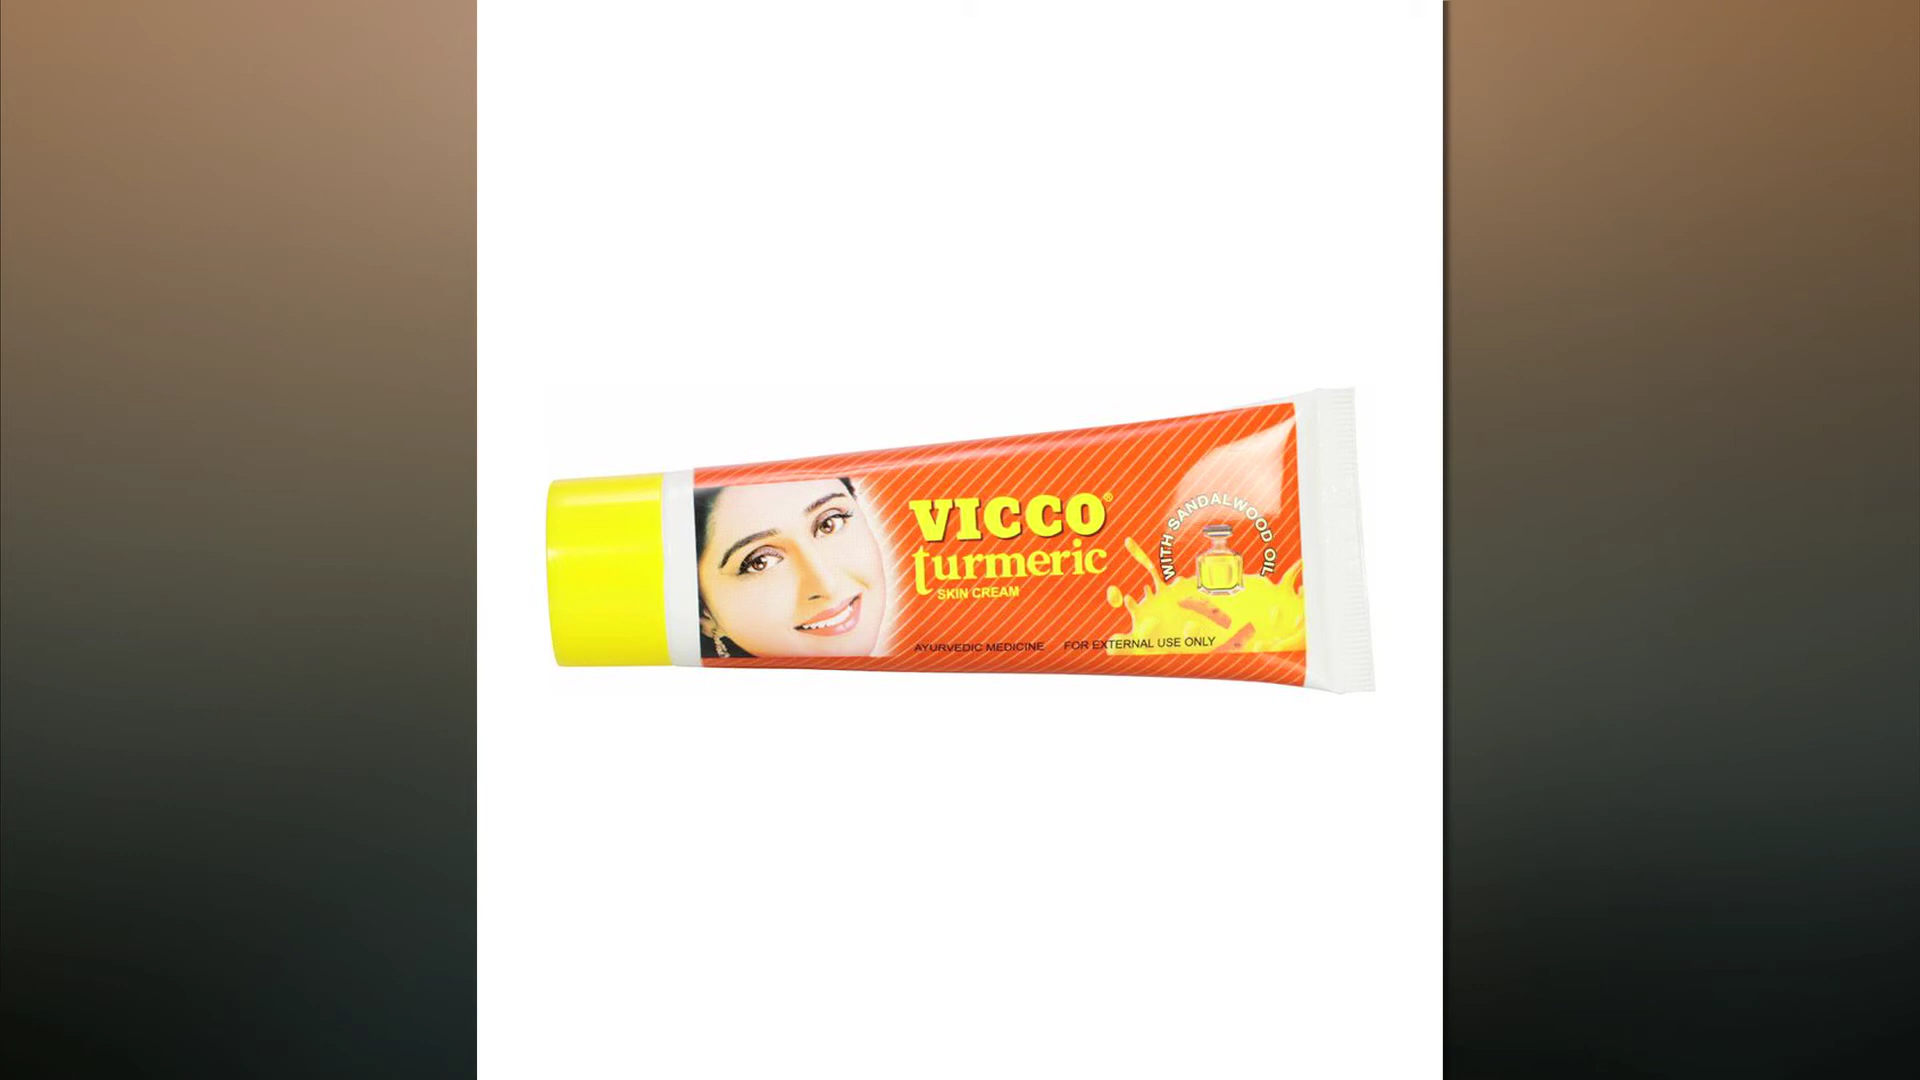 VICCO®
turmeric
SKIN CREAM
WITH SANDALWOOD OIL
AYURVEDIC MEDICINE FOR EXTERNAL USE ONLY